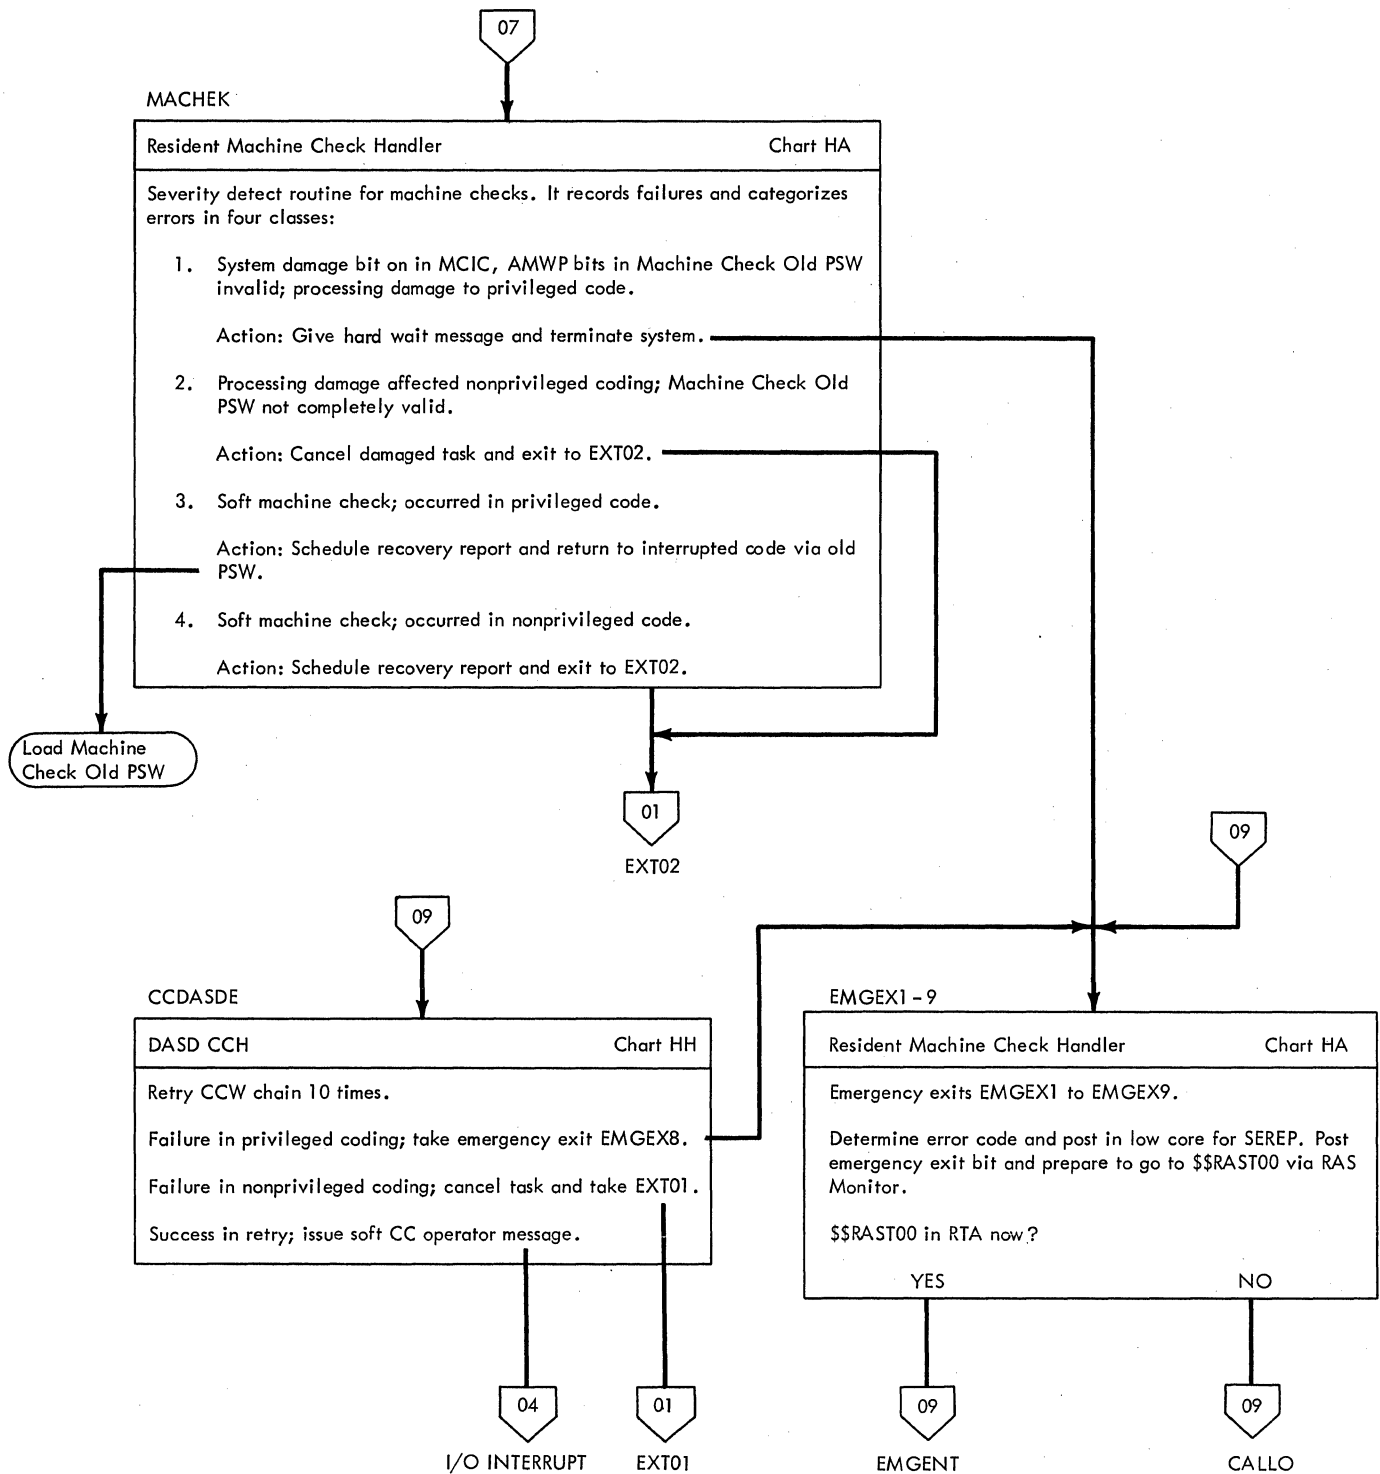 07
MACHEK
Resident Machine Check Handler Chart HA
Severity detect routine for machine checks. It records failures and categorizes
errors in four classes:
1. System damage bit on in MCIC, AMWP bits in Machine Check Old PSW
invalid; processing damage to privileged code.
Action: Give hard wait message and terminate system.
2. Processing damage affected nonprivileged coding; Machine Check Old
PSW not completely valid.
Action: Cancel damaged task and exit to EXT02.
3. Soft machine check; occurred in privileged code.
Action: Schedule recovery report and return to interrupted code via old
PSW.
4. Soft machine check; occurred in nonprivileged code.
Action: Schedule recovery report and exit to EXT02.
Load Machine
Check Old PSW
01
EXT02
09
09
CCDASDE
DASD CCH Chart HH
Retry CCW chain 10 times.
Failure in privileged coding; take emergency exit EMGEX8.
Failure in nonprivileged coding; cancel task and take EXT01.
Success in retry; issue soft CC operator message.
04
I/O INTERRUPT
01
EXT01
EMGEX1-9
Resident Machine Check Handler Chart HA
Emergency exits EMGEX1 to EMGEX9.
Determine error code and post in low core for SEREP. Post
emergency exit bit and prepare to go to $$RAST00 via RAS
Monitor.
$$RAST00 in RTA now?
YES NO
09
EMGENT
09
CALLO